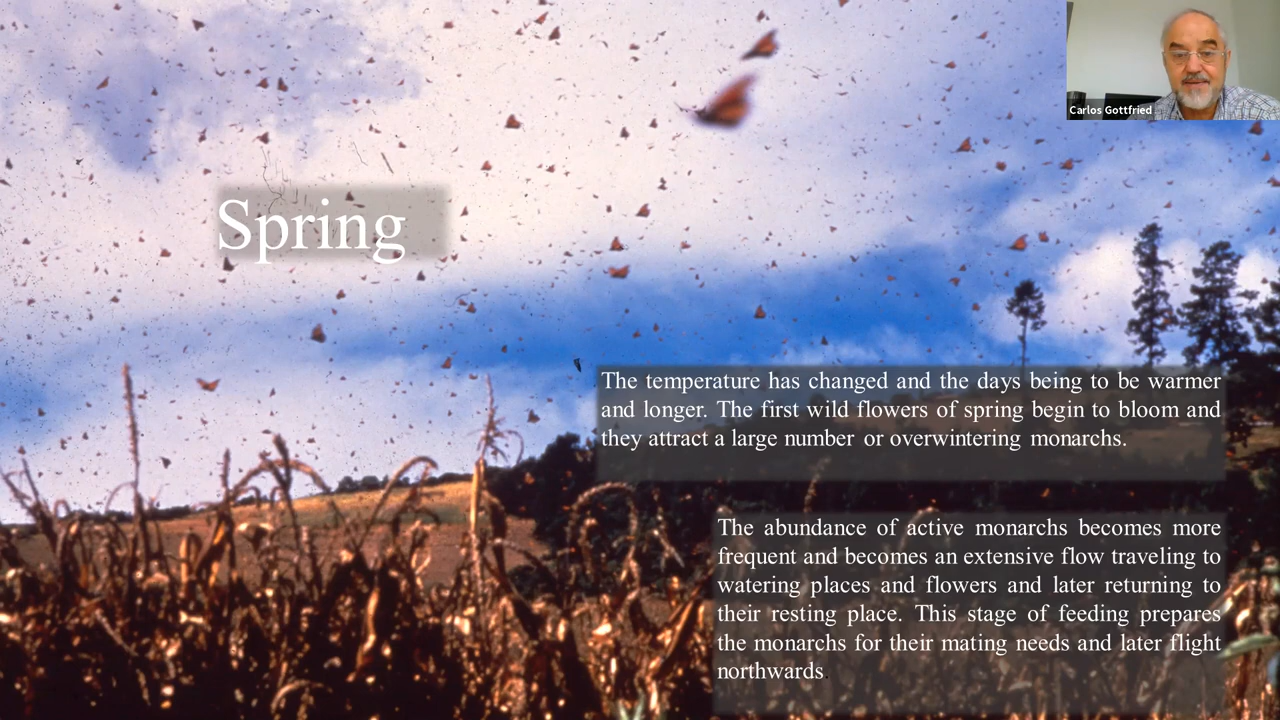 Carlos Gottfried
Spring
The temperature has changed and the days being to be warmer
and longer. The first wild flowers of spring begin to bloom and
they attract a large number or overwintering monarchs.
The abundance of active monarchs becomes more
frequent and becomes an extensive flow traveling to
watering places and flowers and later returning to
their resting place. This stage of feeding prepares
the monarchs for their mating needs and later flight
northwards.